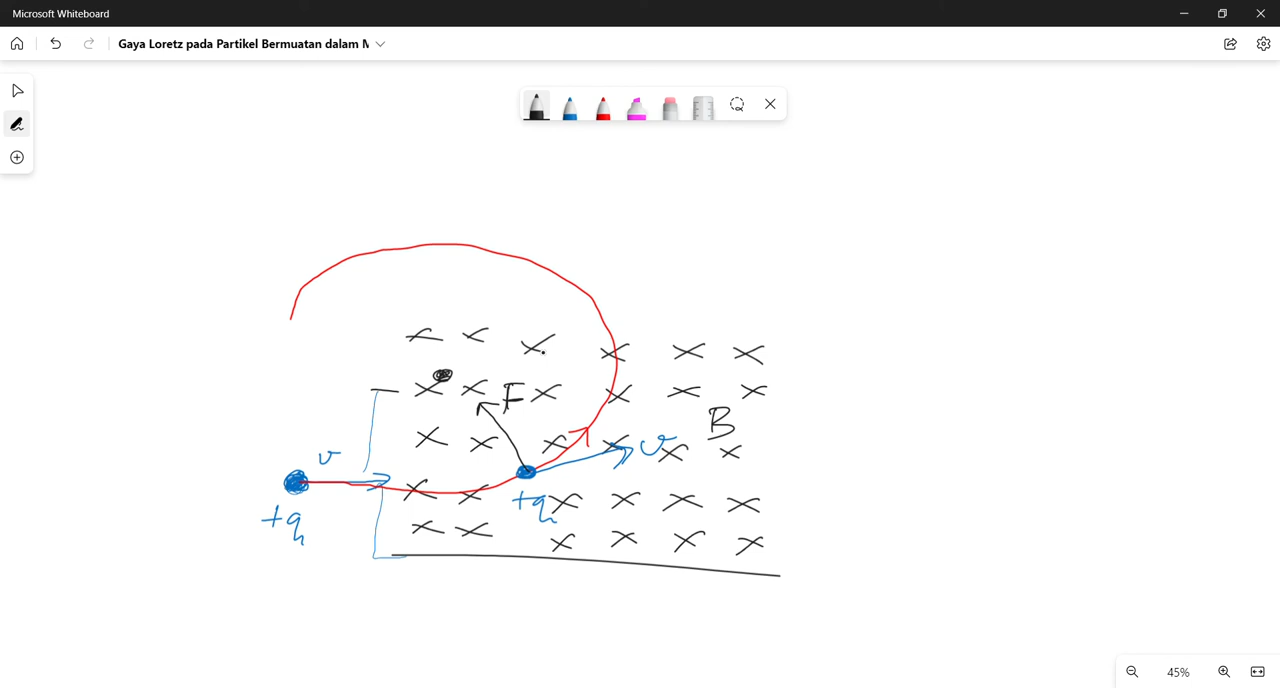 Microsoft Whiteboard
Gaya Loretz pada Partikel Bermuatan dalam M
F
B
v
v
+q
+q
45%